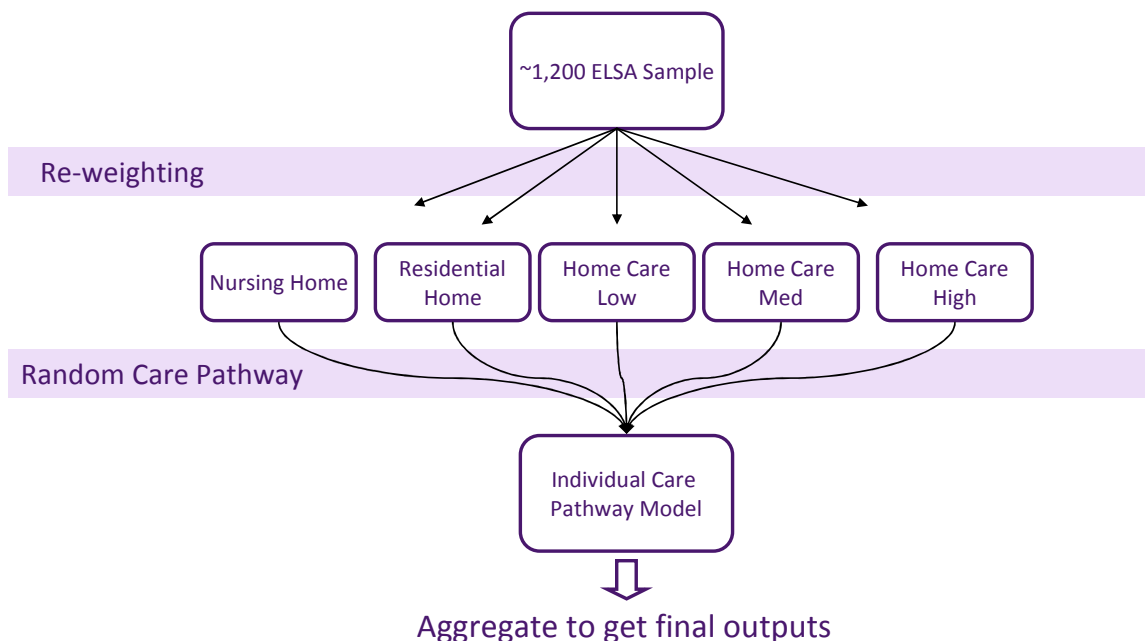 ~1,200 ELSA Sample
Re-weighting
Nursing Home
Residential
Home
Home Care
Low
Home Care
Med
Home Care
High
Random Care Pathway
Individual Care
Pathway Model
Aggregate to get final outputs